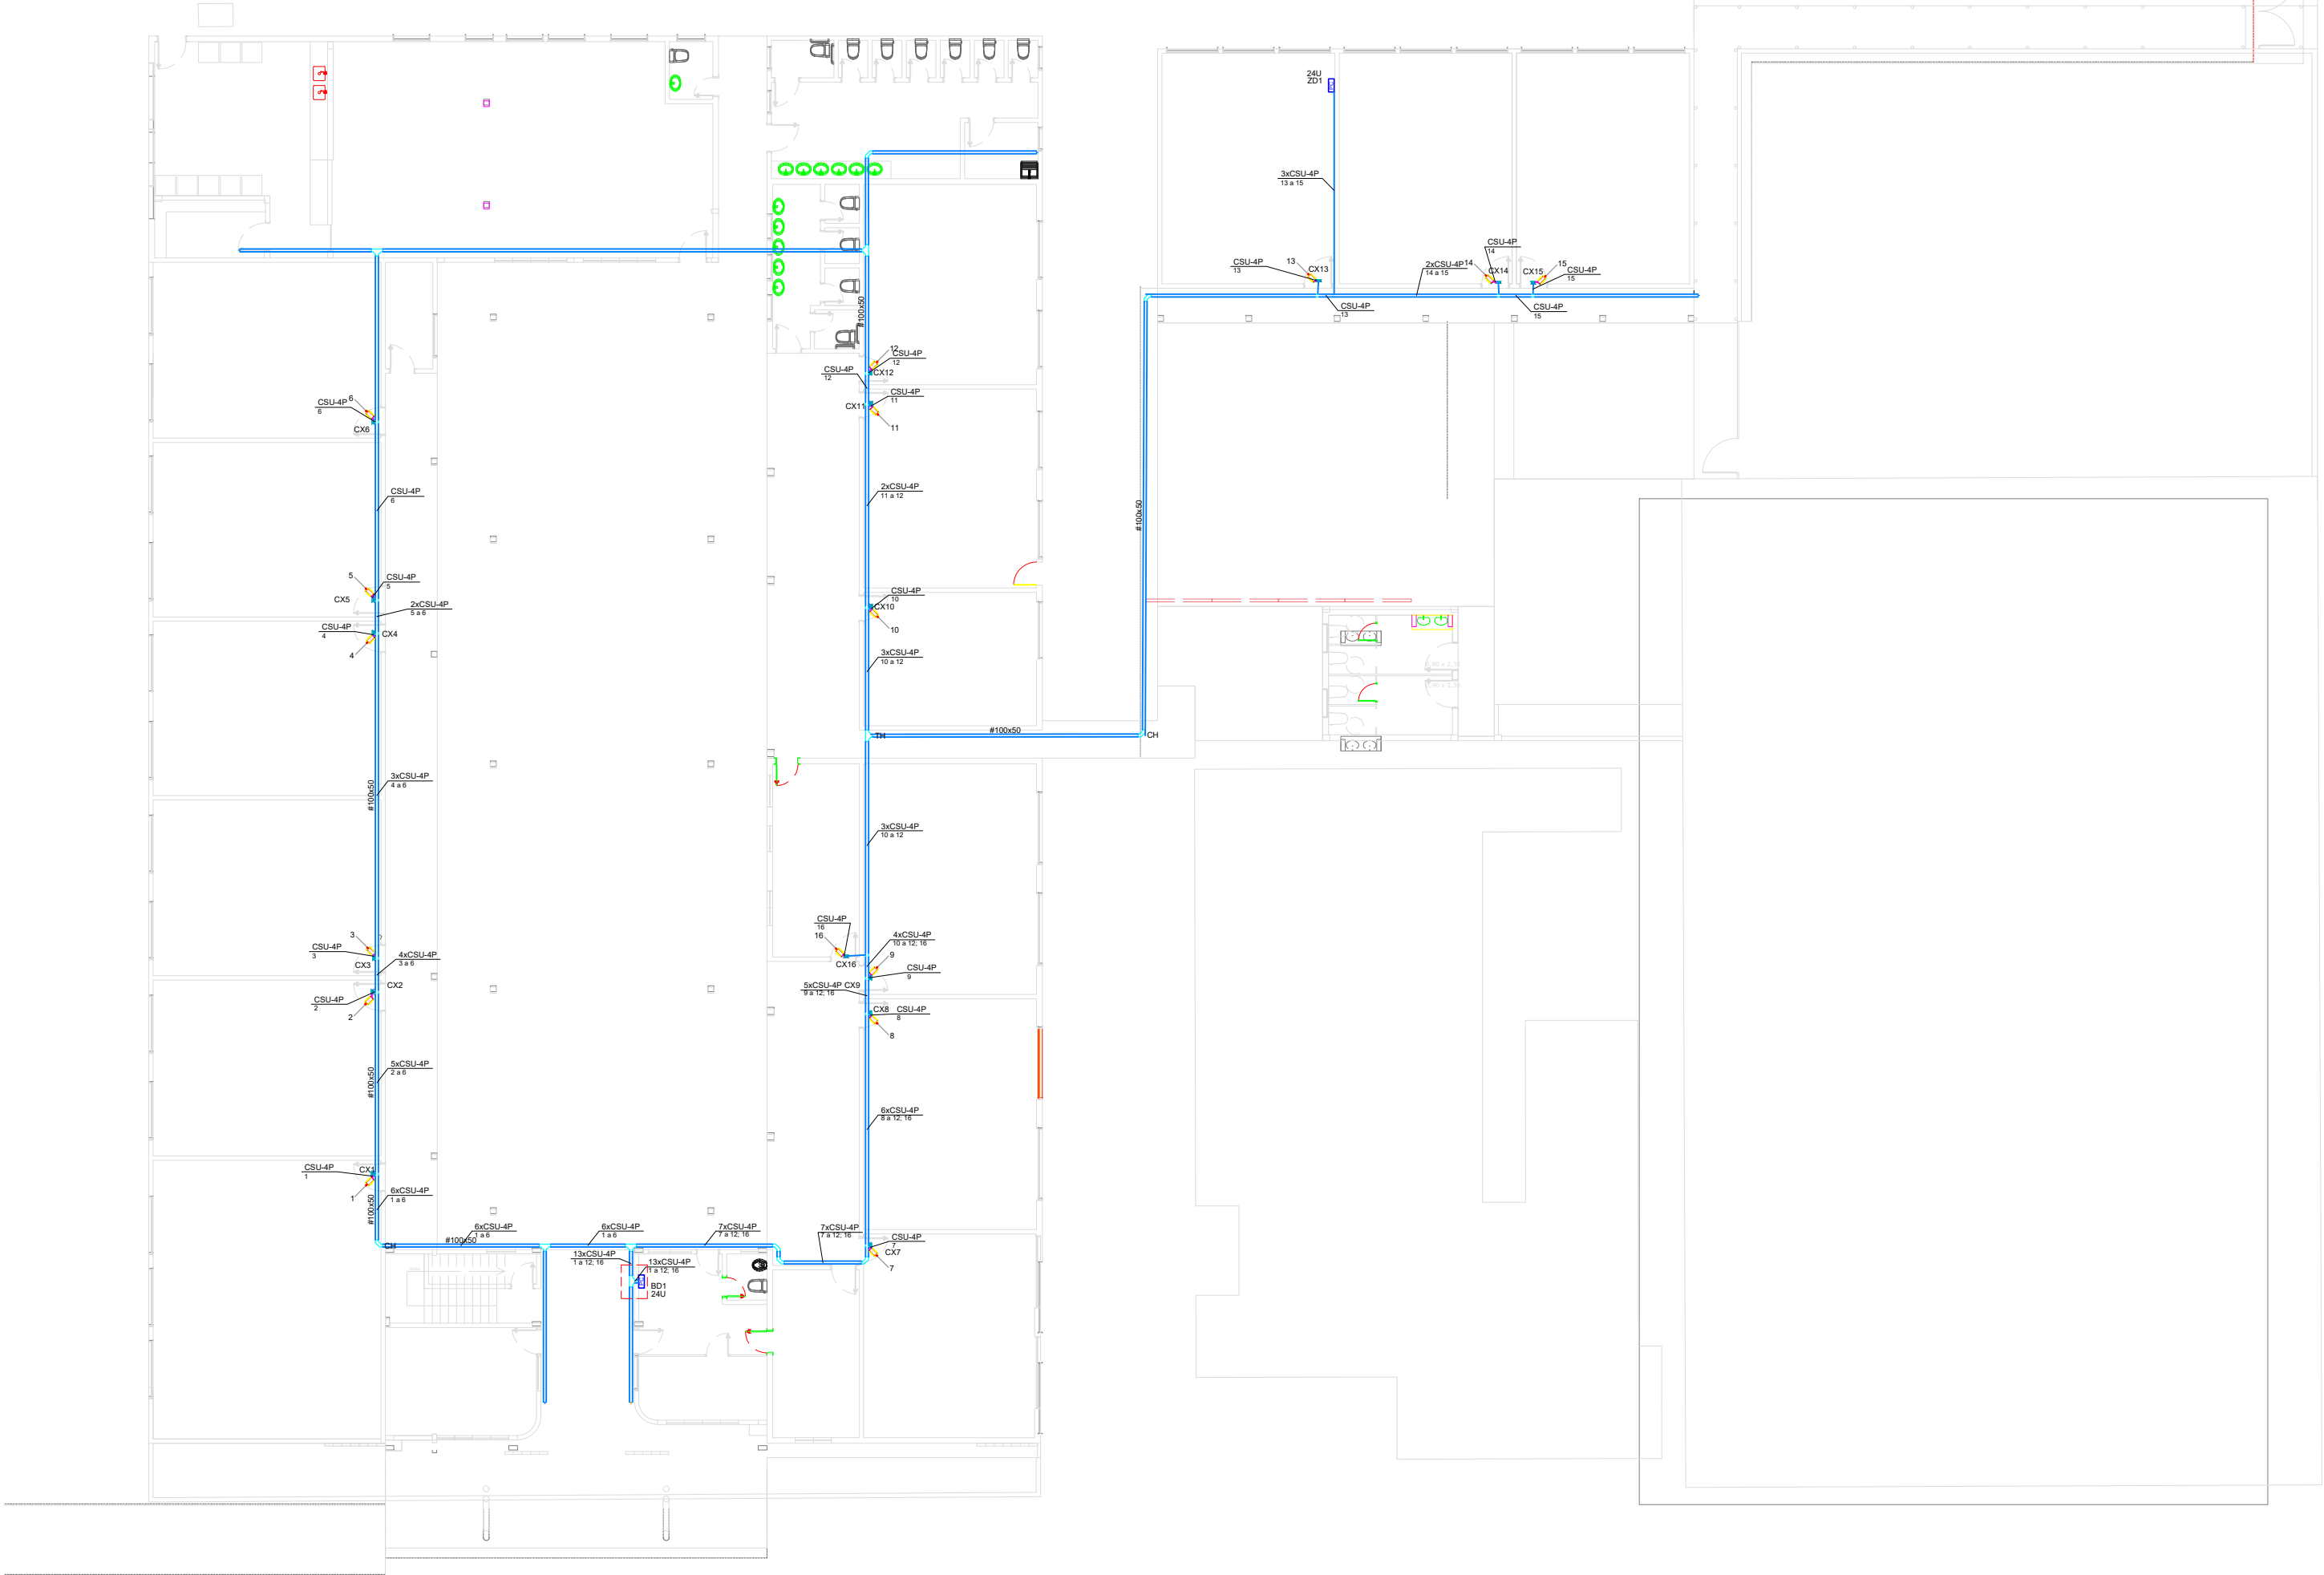 24U
ZD1
3xCSU-4P
13 a 15
CSU-4P
14
CSU-4P
13
13
CX13
2xCSU-4P
14 a 15
14
CX14
CX15
15
CSU-4P
15
CSU-4P
13
CSU-4P
15
#100x50
12
CSU-4P
12
CX12
CSU-4P
12
CSU-4P
11
CX11
11
CSU-4P
6
6
CX6
2xCSU-4P
11 a 12
CSU-4P
6
#100x50
5
CSU-4P
5
CX5
2xCSU-4P
5 a 6
CSU-4P
4
CX4
4
CSU-4P
10
CX10
10
3xCSU-4P
10 a 12
TH
#100x50
CH
3xCSU-4P
4 a 6
#100x50
3xCSU-4P
10 a 12
CSU-4P
16
16
CX16
4xCSU-4P
10 a 12; 16
9
CSU-4P
9
3
CSU-4P
3
CX3
4xCSU-4P
3 a 6
CX2
CSU-4P
2
2
5xCSU-4P CX9
9 a 12; 16
CX8
CSU-4P
8
8
5xCSU-4P
2 a 6
#100x50
6xCSU-4P
8 a 12; 16
CSU-4P
1
CX1
1
6xCSU-4P
1 a 6
#100x50
CH
6xCSU-4P
1 a 6
#100x50
6xCSU-4P
1 a 6
7xCSU-4P
7 a 12; 16
7xCSU-4P
7 a 12; 16
CSU-4P
7
CX7
7
13xCSU-4P
1 a 12; 16
13xCSU-4P
1 a 12; 16
BD1
24U